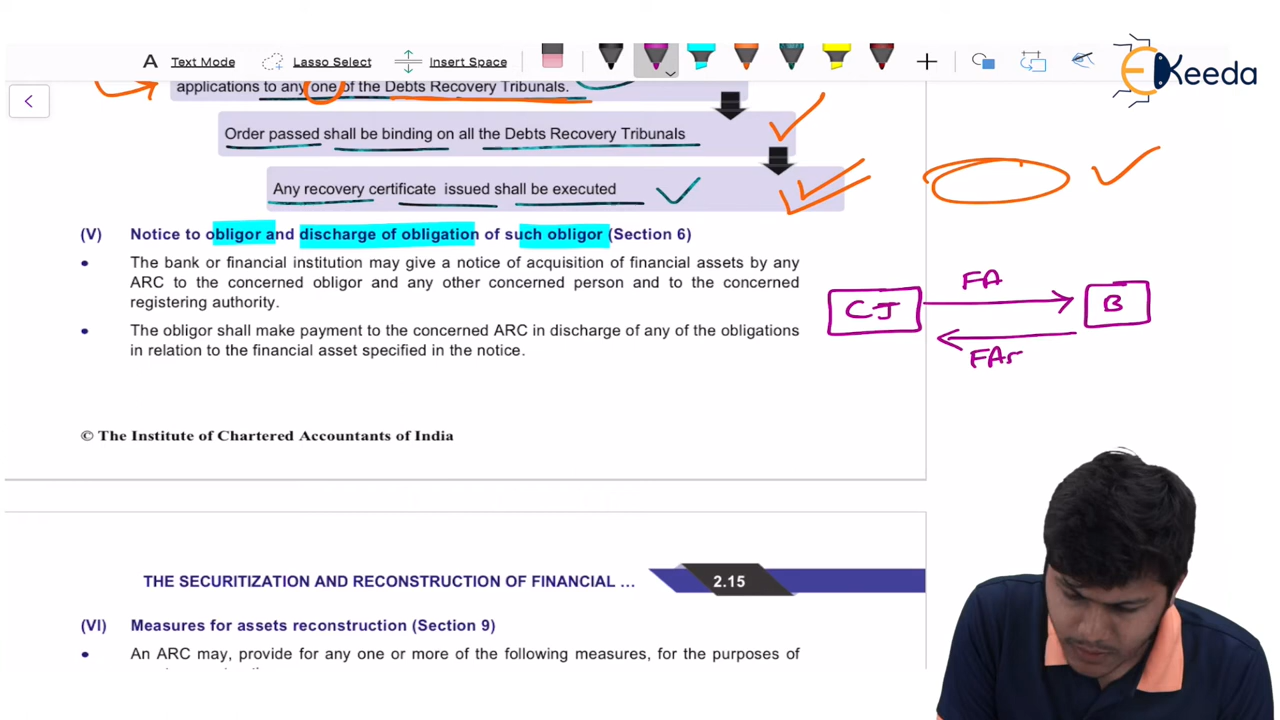 Text Mode Lasso Select Insert Space
Keeda
applications to any one of the Debts Recovery Tribunals.
Order passed shall be binding on all the Debts Recovery Tribunals
Any recovery certificate issued shall be executed
(V) Notice to obligor and discharge of obligation of such obligor (Section 6)
• The bank or financial institution may give a notice of acquisition of financial assets by any
ARC to the concerned obligor and any other concerned person and to the concerned
registering authority.
• The obligor shall make payment to the concerned ARC in discharge of any of the obligations
in relation to the financial asset specified in the notice.
FA
CJ
B
FAs
© The Institute of Chartered Accountants of India
THE SECURITIZATION AND RECONSTRUCTION OF FINANCIAL ... 2.15
(VI) Measures for assets reconstruction (Section 9)
• An ARC may, provide for any one or more of the following measures, for the purposes of